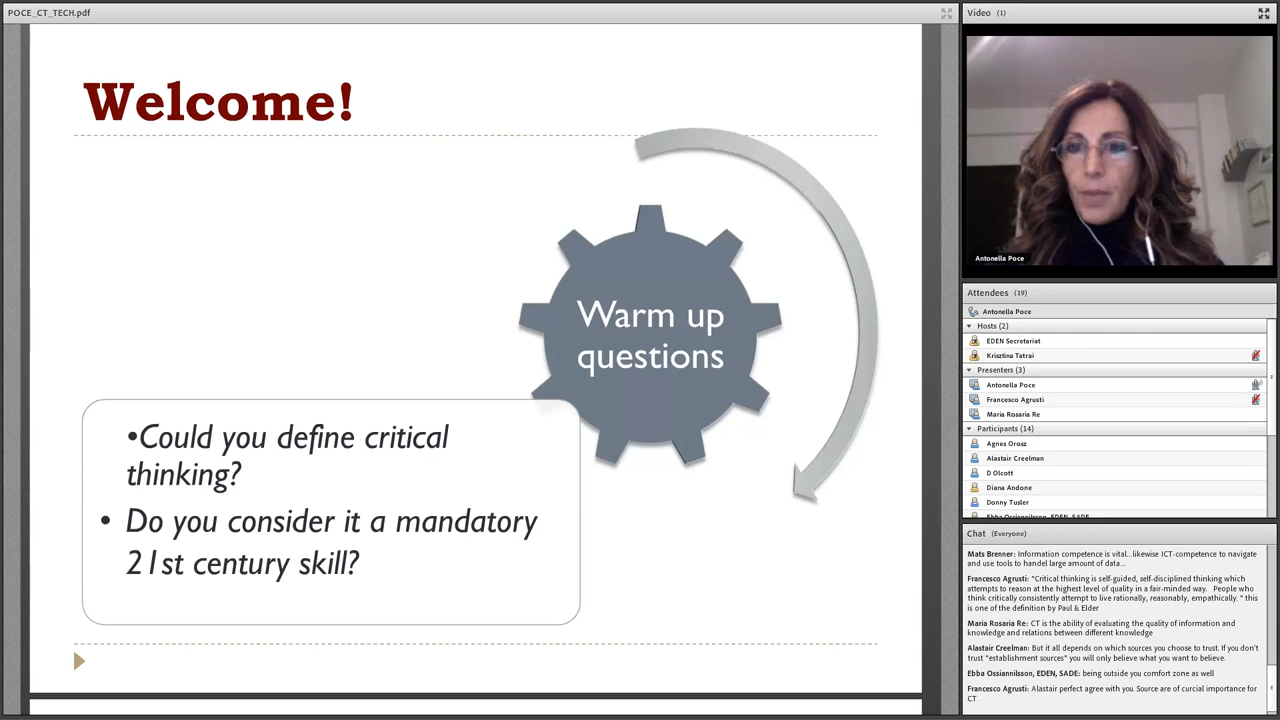 POCE_CT_TECH.pdf
Welcome!
Warm up
questions
•Could you define critical
thinking?
• Do you consider it a mandatory
21st century skill?
Video (1)
Antonella Poce
Attendees (19)
Antonella Poce
Hosts (2)
EDEN Secretariat
Krisztina Tatrai
Presenters (3)
Antonella Poce
Francesco Agrusti
Maria Rosaria Re
Participants (14)
Agnes Orosz
Alastair Creelman
D Olcott
Diana Andone
Donny Tusler
Ebba Ossiannilsson, EDEN, SADE
Chat (Everyone)
Mats Brenner: Information competence is vital...likewise ICT-competence to navigate
and use tools to handel large amount of data...
Francesco Agrusti: "Critical thinking is self-guided, self-disciplined thinking which
attempts to reason at the highest level of quality in a fair-minded way. People who
think critically consistently attempt to live rationally, reasonably, empathically. " this
is one of the definition by Paul & Elder
Maria Rosaria Re: CT is the ability of evaluating the quality of information and
knowledge and relations between different knowledge
Alastair Creelman: But it all depends on which sources you choose to trust. If you don't
trust "establishment sources" you will only believe what you want to believe.
Ebba Ossiannilsson, EDEN, SADE: being outside you comfort zone as well
Francesco Agrusti: Alastair perfect agree with you. Source are of curcial importance for
CT